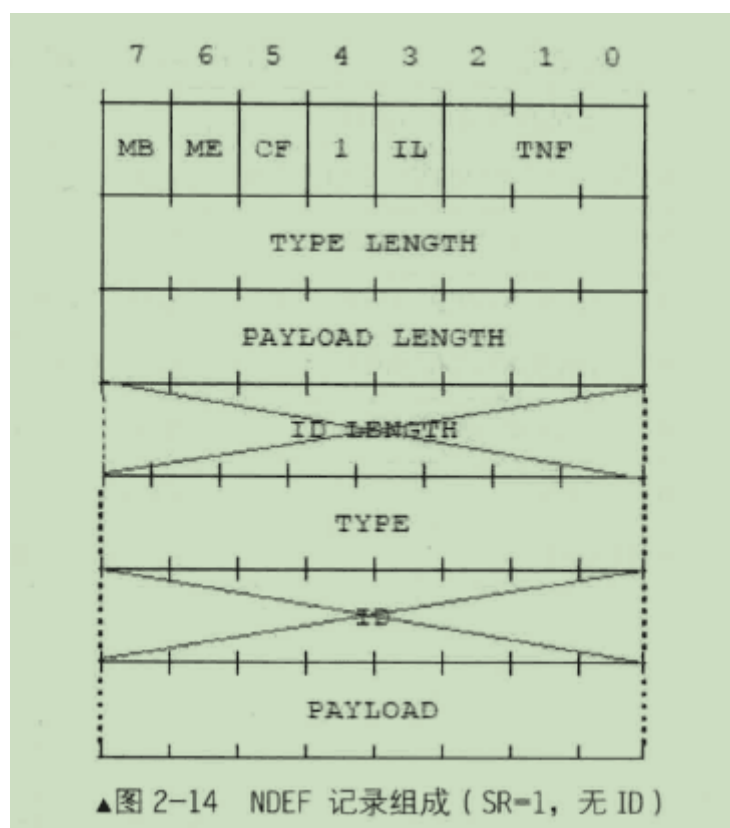 7 6 5 4 3 2 1 0
MB ME CF 1 IL TNF
TYPE LENGTH
PAYLOAD LENGTH
ID LENGTH
TYPE
ID
PAYLOAD
▲图 2-14 NDEF 记录组成(SR=1,无 ID)